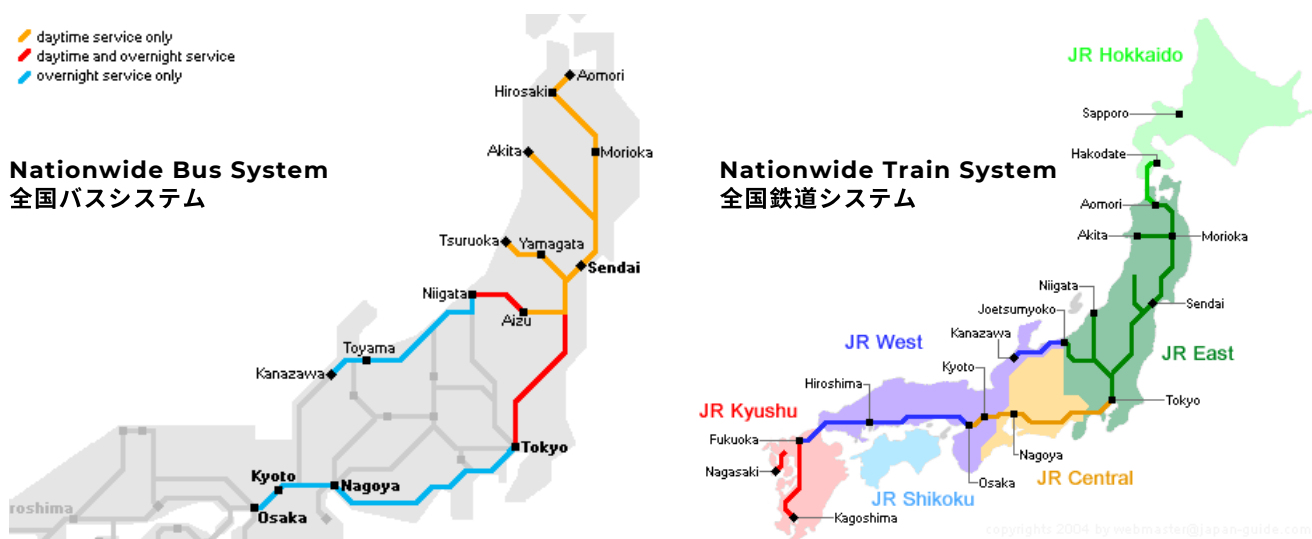 daytime service only
daytime and overnight service
overnight service only
Nationwide Bus System
全国バスシステム
Aomori
Hirosaki
Akita
Morioka
Tsuruoka
Yamagata
Sendai
Niigata
Aizu
Toyama
Kanazawa
Tokyo
Kyoto
Nagoya
Osaka
roshima
Nationwide Train System
全国鉄道システム
JR Hokkaido
Sapporo
Hakodate
Aomori
Akita
Morioka
Niigata
Sendai
Joetsumyoko
Kanazawa
JR West
JR East
Kyoto
Hiroshima
Tokyo
JR Kyushu
Fukuoka
Nagoya
Nagasaki
JR Central
Osaka
JR Shikoku
Kagoshima
copyrights 2004 by webmaster@japan-guide.com